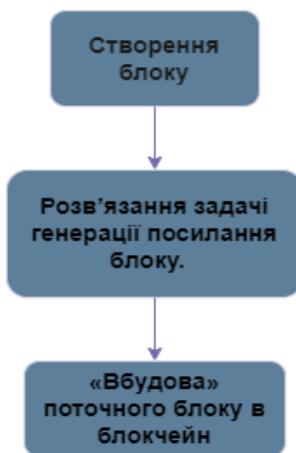 Створення
блоку
Розв’язання задачі
генерації посилання
блоку.
«Вбудова»
поточного блоку в
блокчейн